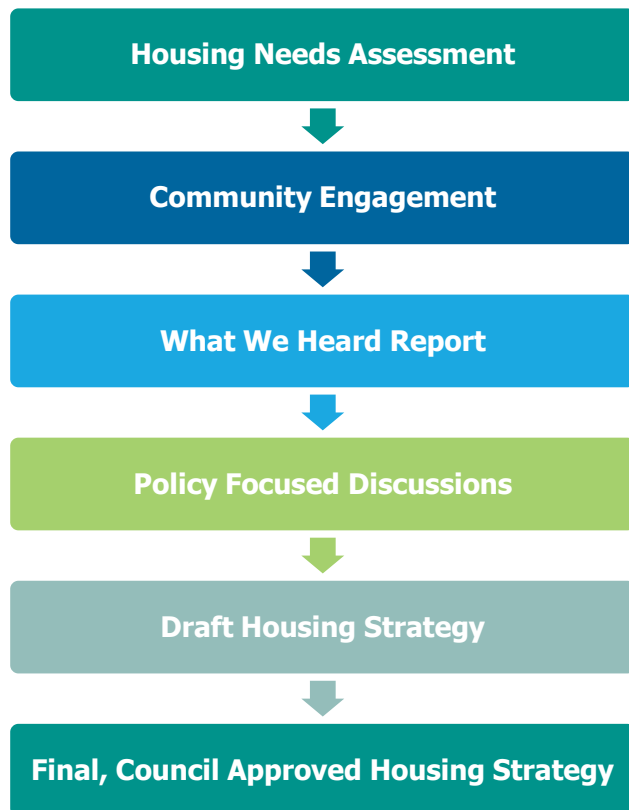 Housing Needs Assessment
Community Engagement
What We Heard Report
Policy Focused Discussions
Draft Housing Strategy
Final, Council Approved Housing Strategy